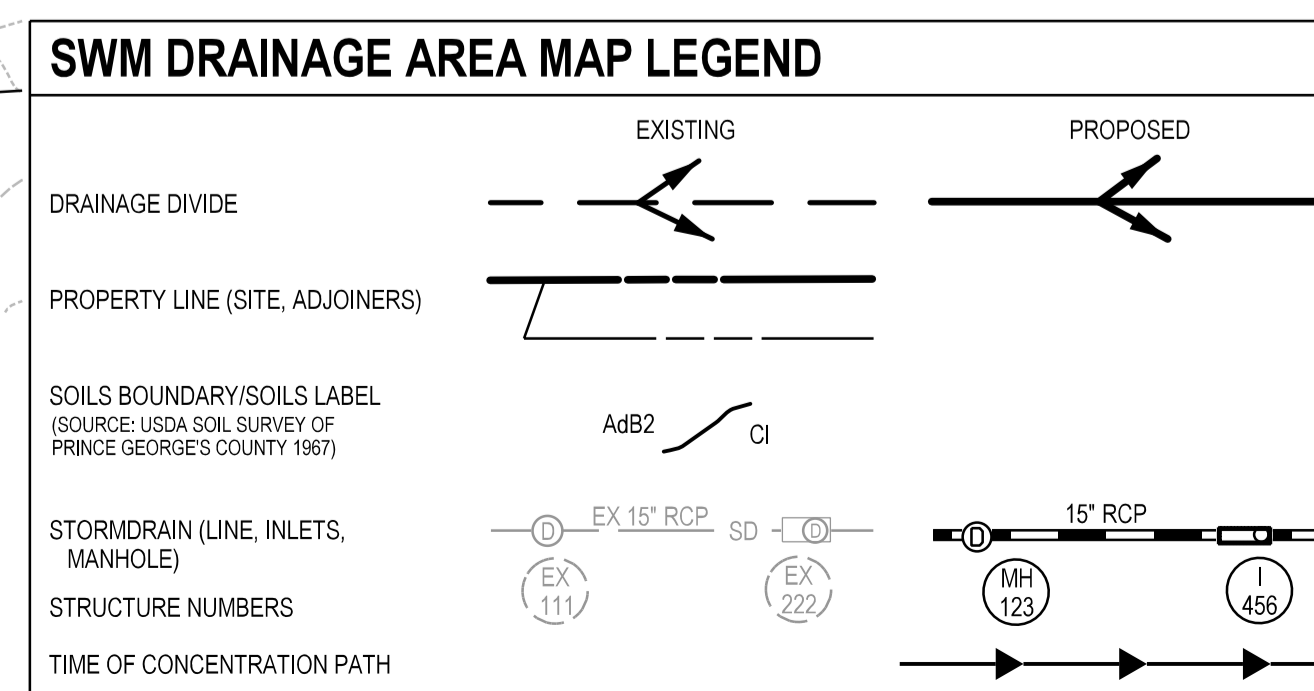 SWM DRAINAGE AREA MAP LEGEND
EXISTING PROPOSED
DRAINAGE DIVIDE
PROPERTY LINE (SITE, ADJOINERS)
SOILS BOUNDARY/SOILS LABEL
(SOURCE: USDA SOIL SURVEY OF
PRINCE GEORGE'S COUNTY 1967)
AdB2 CI
STORMDRAIN (LINE, INLETS,
MANHOLE)
D EX 15" RCP SD D
D 15" RCP
STRUCTURE NUMBERS
EX
111
EX
222
MH
123
I
456
TIME OF CONCENTRATION PATH